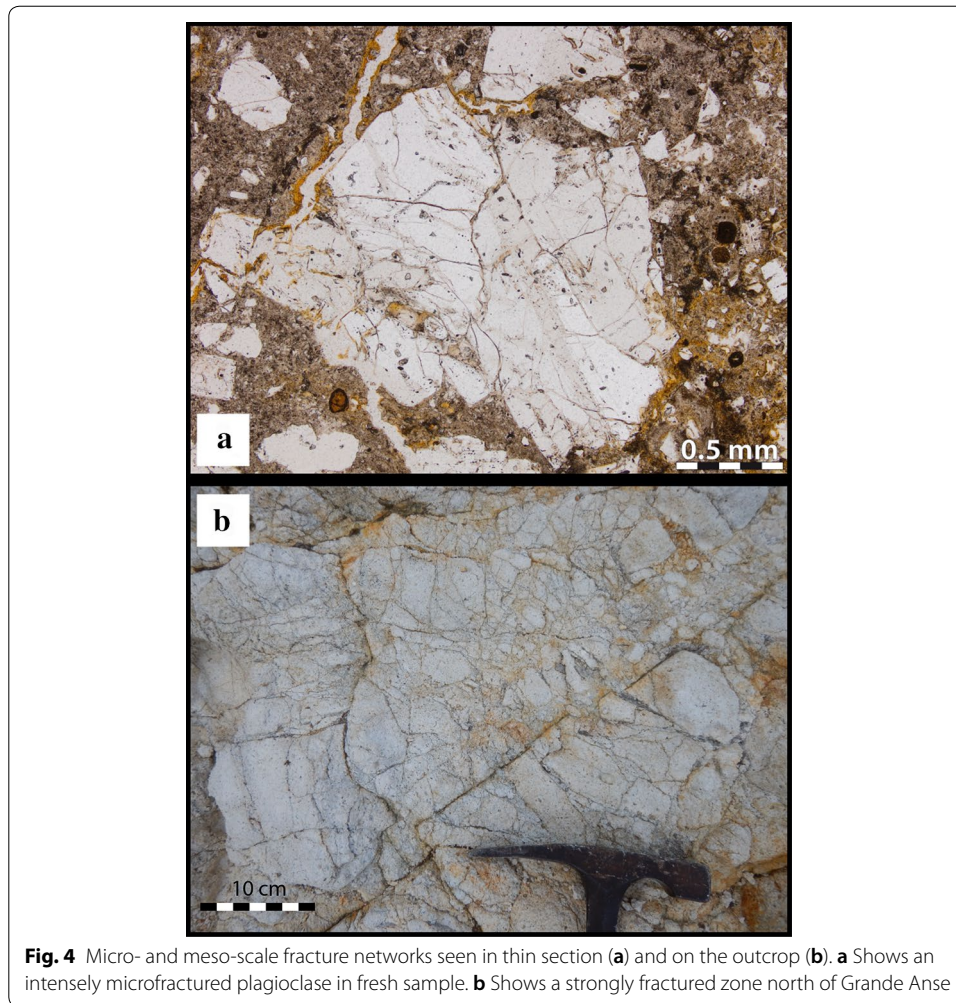 a
0.5 mm
b
10 cm
Fig. 4 Micro- and meso-scale fracture networks seen in thin section (a) and on the outcrop (b). a Shows an
intensely microfractured plagioclase in fresh sample. b Shows a strongly fractured zone north of Grande Anse